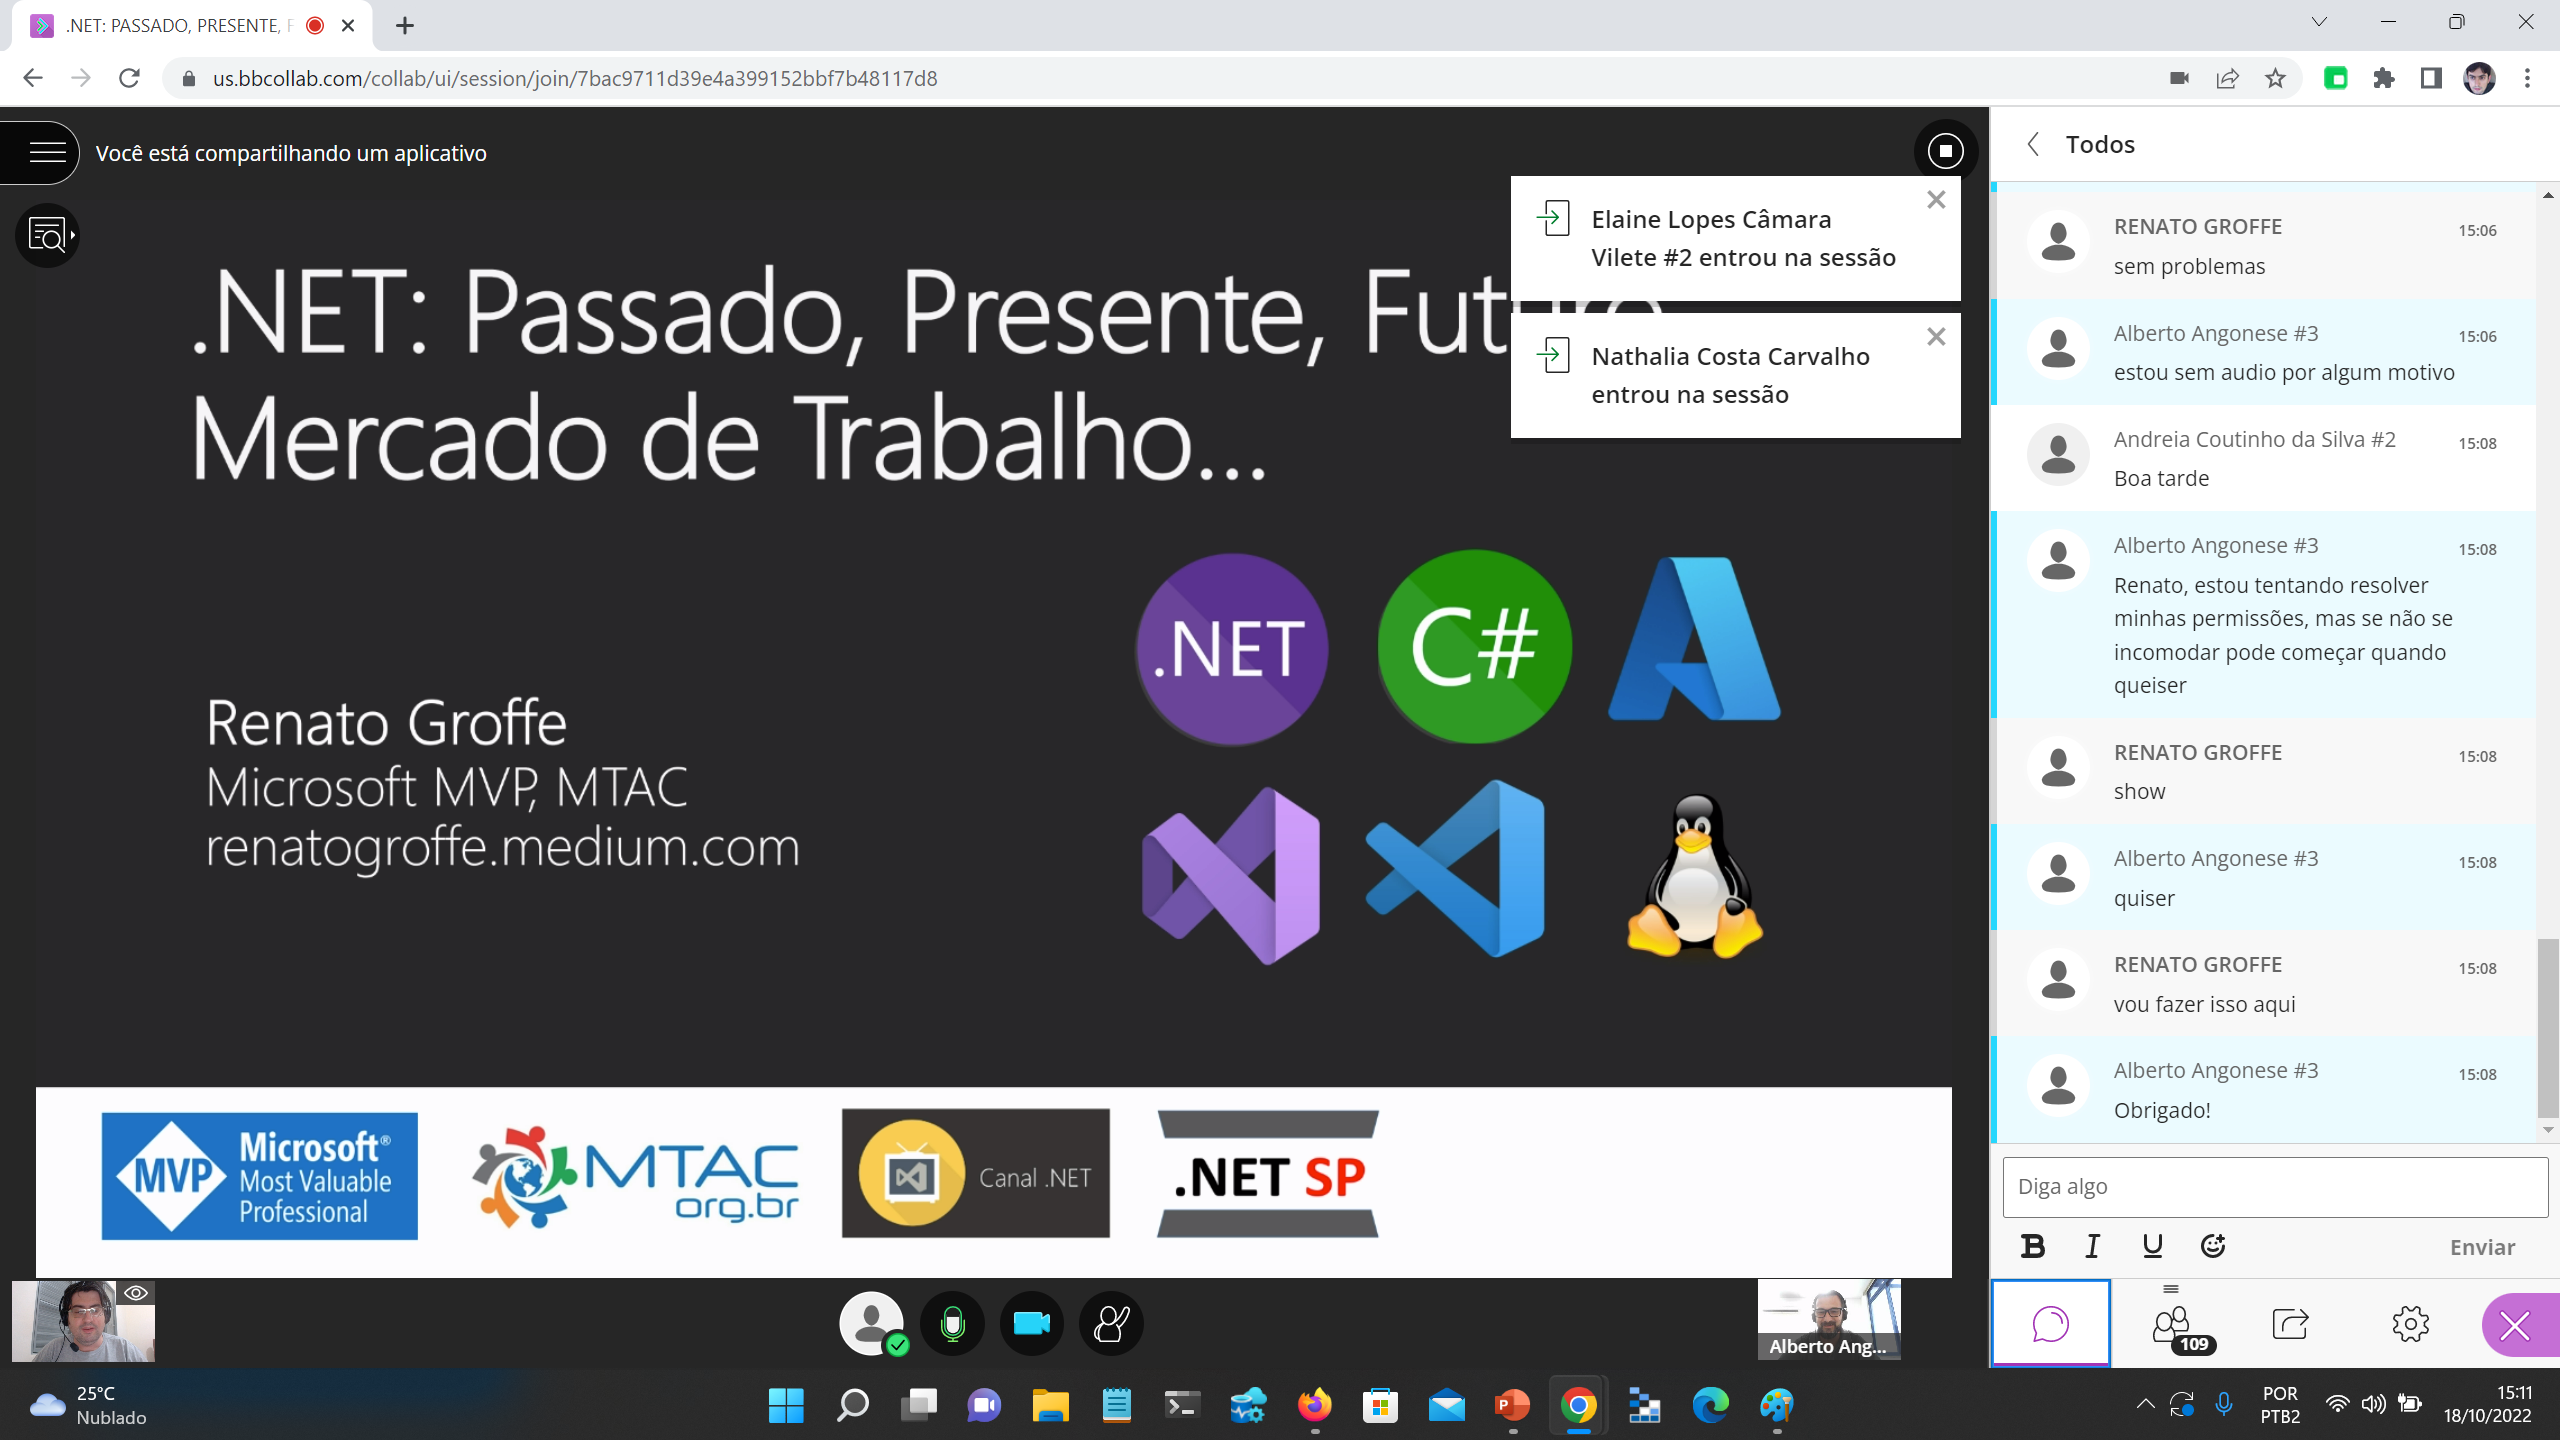 .NET: PASSADO, PRESENTE, F
us.bbcollab.com/collab/ui/session/join/7bac9711d39e4a399152bbf7b48117d8
Você está compartilhando um aplicativo
Elaine Lopes Câmara
Vilete #2 entrou na sessão
Nathalia Costa Carvalho
entrou na sessão
.NET: Passado, Presente, Futuro
Mercado de Trabalho...
.NET
C#
Renato Groffe
Microsoft MVP, MTAC
renatogroffe.medium.com
MVP
Microsoft®
Most Valuable
Professional
MTAC
org.br
Canal .NET
.NET SP
Alberto Ang...
Todos
RENATO GROFFE
15:06
sem problemas
Alberto Angonese #3
15:06
estou sem audio por algum motivo
Andreia Coutinho da Silva #2
15:08
Boa tarde
Alberto Angonese #3
15:08
Renato, estou tentando resolver
minhas permissões, mas se não se
incomodar pode começar quando
queiser
RENATO GROFFE
15:08
show
Alberto Angonese #3
15:08
quiser
RENATO GROFFE
15:08
vou fazer isso aqui
Alberto Angonese #3
15:08
Obrigado!
Diga algo
B I U
Enviar
109
25°C
Nublado
P
POR
PTB2
15:11
18/10/2022